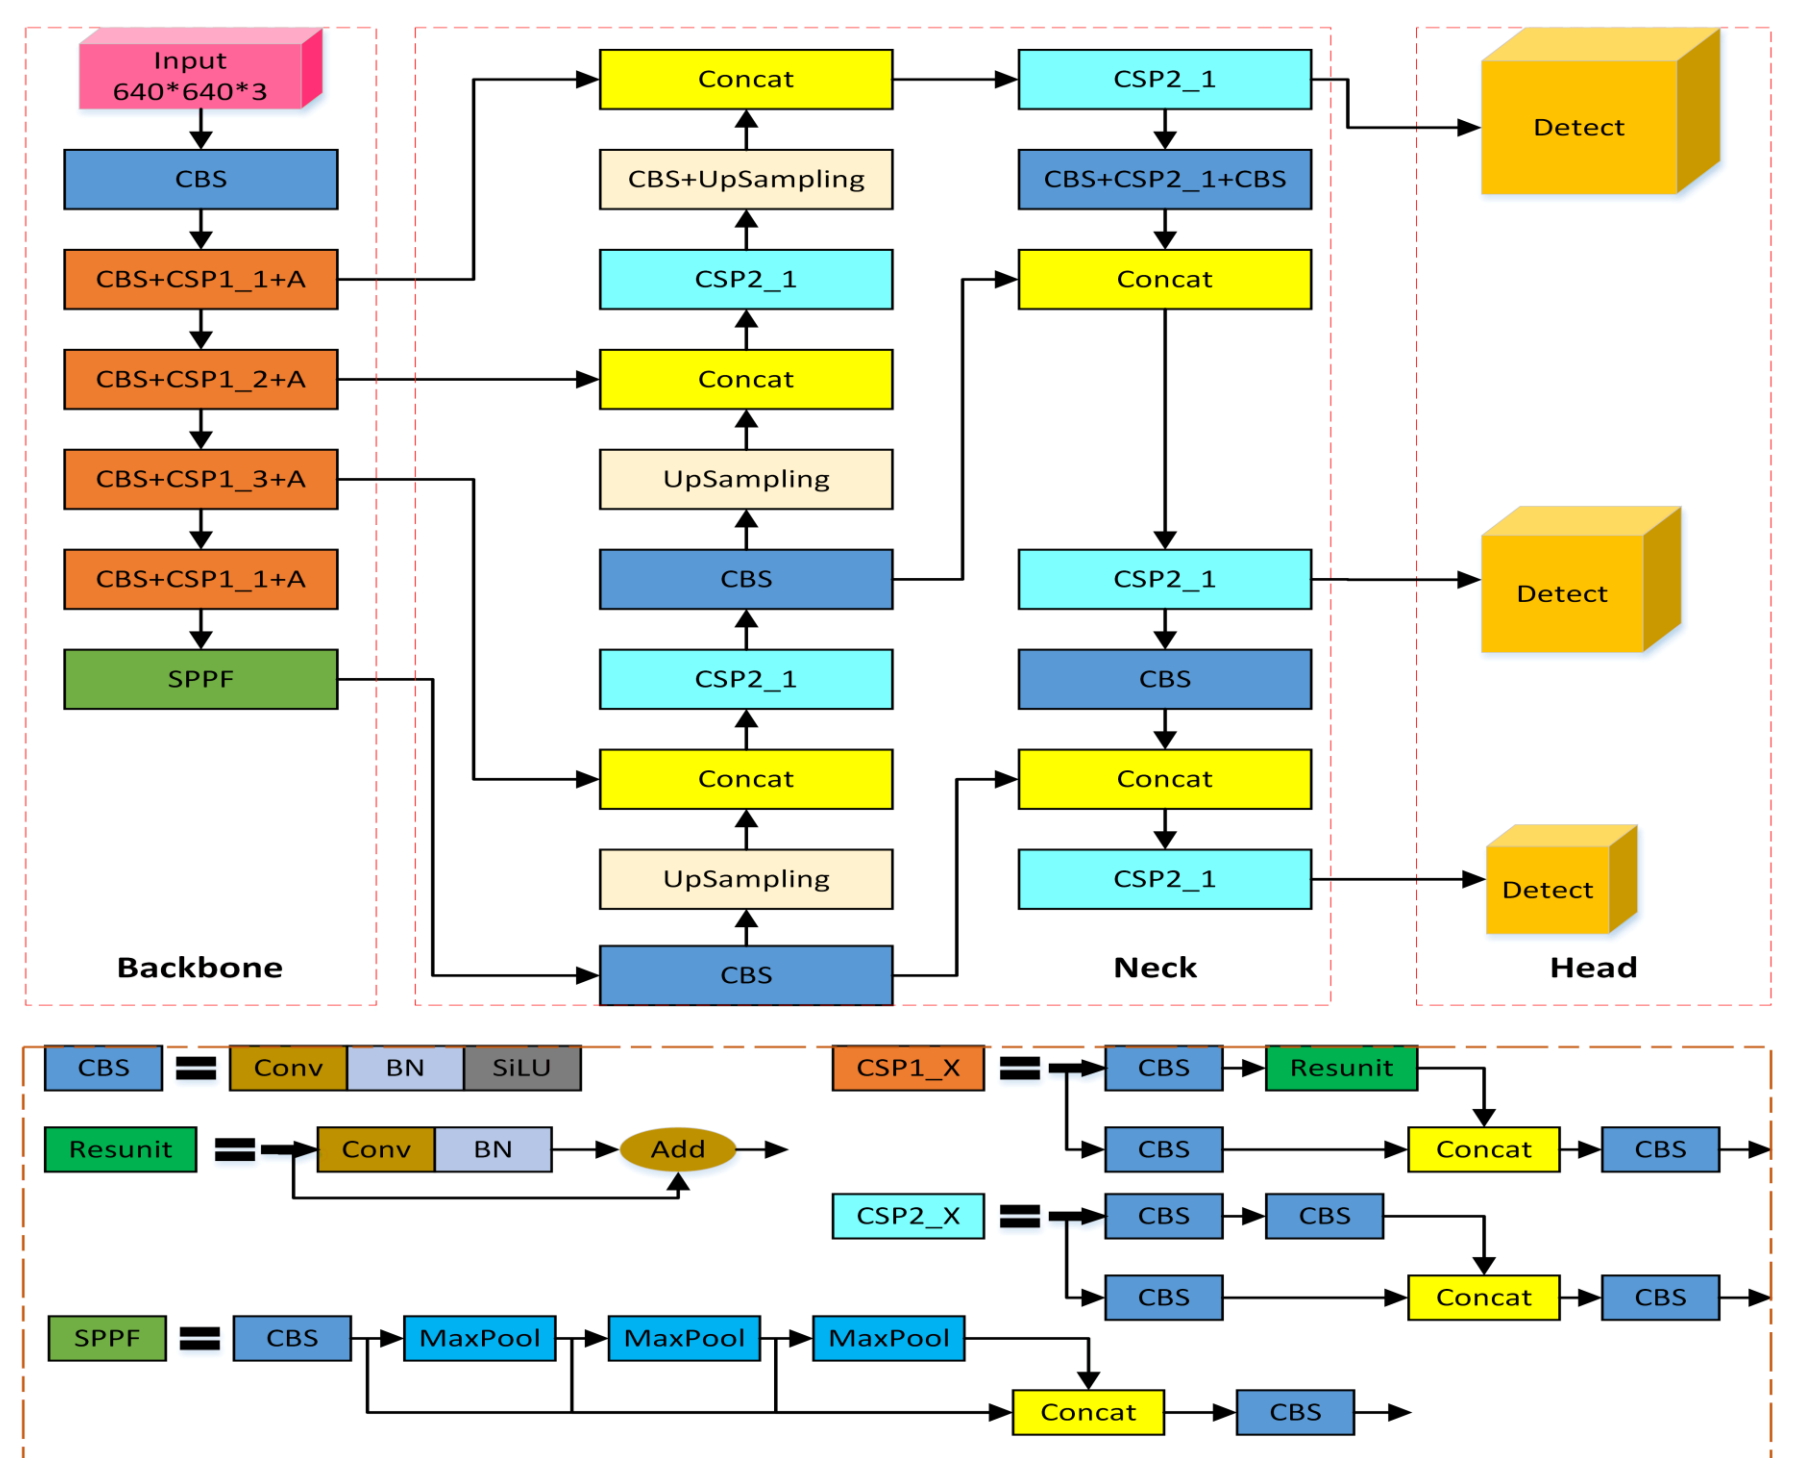 Input
640*640*3
CBS
CBS+CSP1_1+A
CBS+CSP1_2+A
CBS+CSP1_3+A
CBS+CSP1_1+A
SPPF
Backbone
Concat
CBS+UpSampling
CSP2_1
Concat
UpSampling
CBS
CSP2_1
Concat
UpSampling
CBS
CSP2_1
CBS+CSP2_1+CBS
Concat
CSP2_1
CBS
Concat
CSP2_1
Neck
Detect
Detect
Detect
Head
CBS = Conv BN SiLU
Resunit = Conv BN Add
CSP1_X = CBS Resunit
CBS Concat CBS
CSP2_X = CBS CBS
CBS Concat CBS
SPPF = CBS MaxPool MaxPool MaxPool
Concat CBS